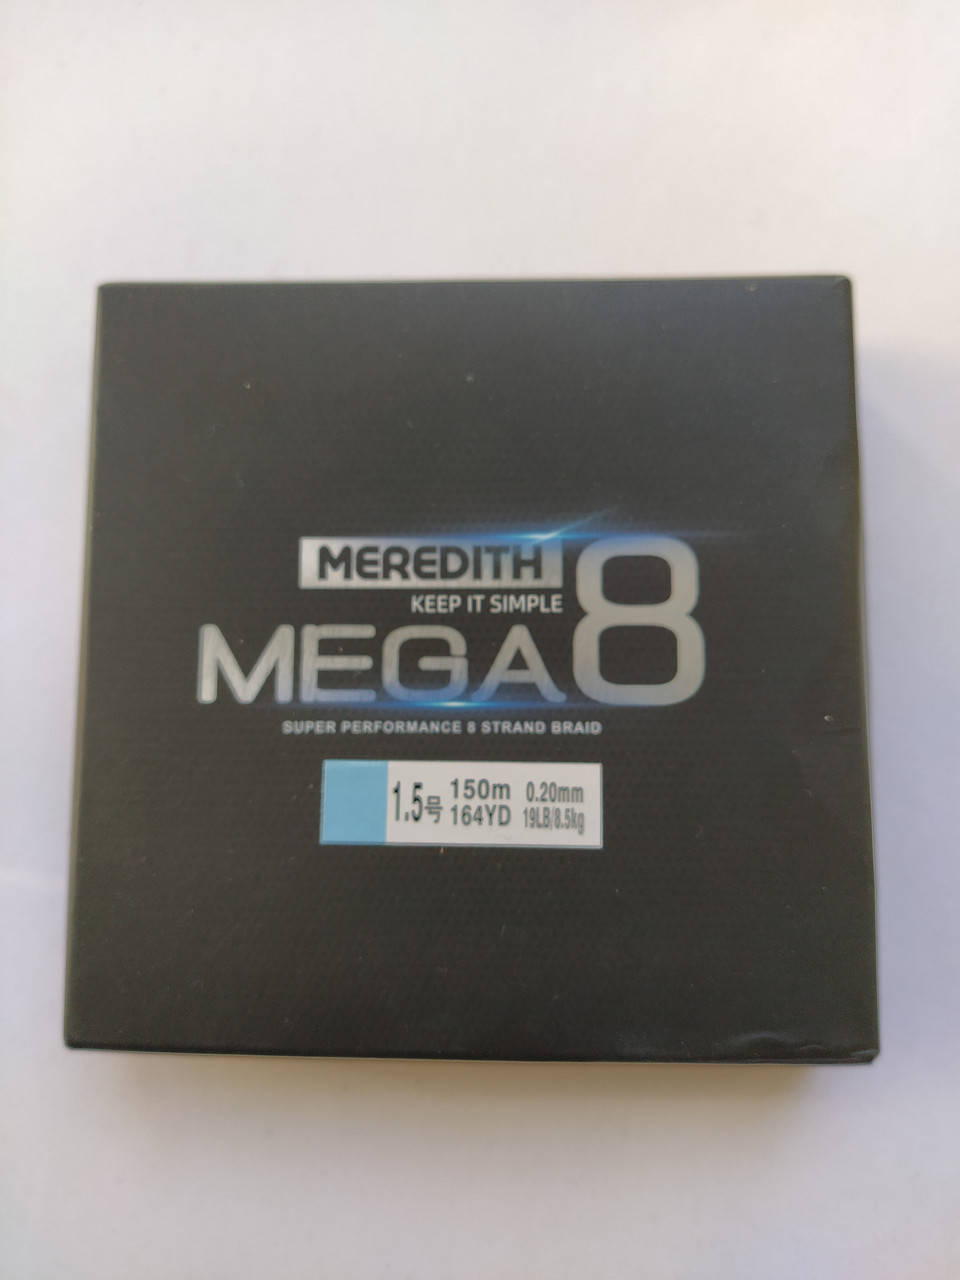 MEREDITH
KEEP IT SIMPLE
MEGA8
SUPER PERFORMANCE 8 STRAND BRAID
1.5号 150m 0.20mm
164YD 19LB/8.5kg